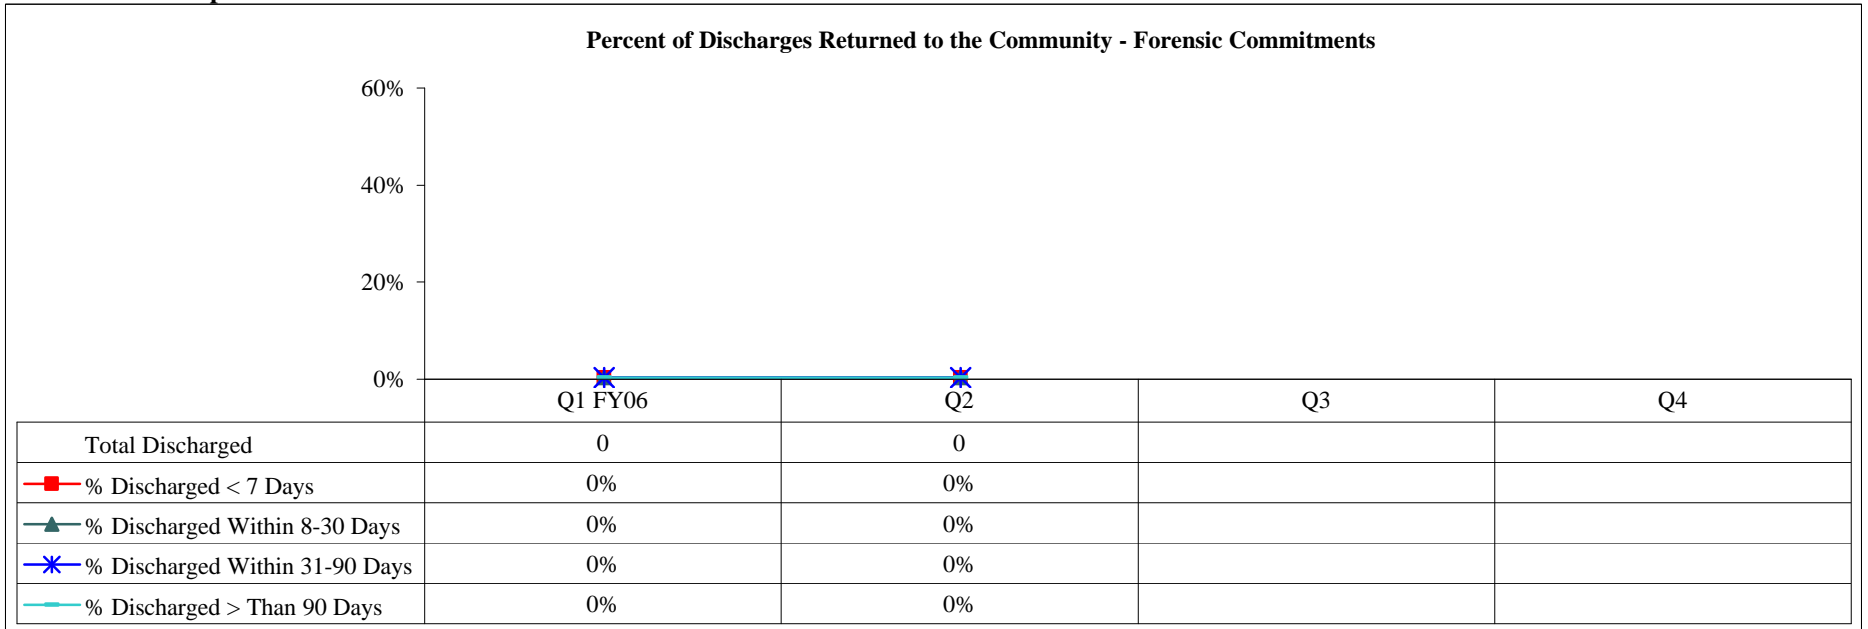 Percent of Discharges Returned to the Community - Forensic Commitments
60%
40%
20%
0%
Q1 FY06 Q2 Q3 Q4
Total Discharged 0 0
% Discharged < 7 Days 0% 0%
% Discharged Within 8-30 Days 0% 0%
% Discharged Within 31-90 Days 0% 0%
% Discharged > Than 90 Days 0% 0%